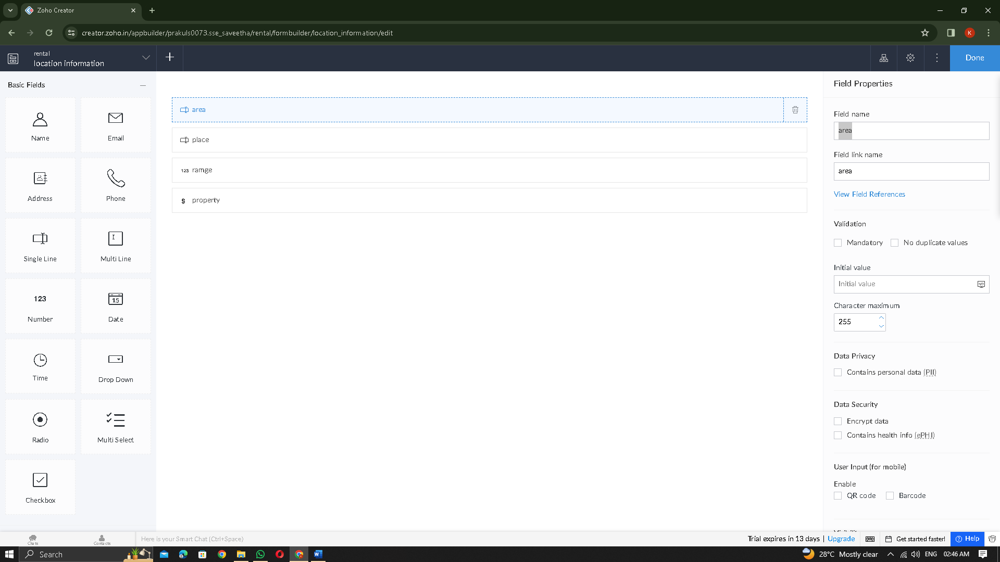 Zoho Creator
creator.zoho.in/appbuilder/prakuls0073.sse_saveetha/rental/formbuilder/location_information/edit
K
rental
location information
Done
Basic Fields
Name
Email
Address
Phone
Single Line
Multi Line
123
Number
15
Date
Time
Drop Down
Radio
Multi Select
Checkbox
area
place
123 ramge
$ property
Field Properties
Field name
area
Field link name
area
View Field References
Validation
Mandatory
No duplicate values
Initial value
Initial value
Character maximum
255
Data Privacy
Contains personal data (PII)
Data Security
Encrypt data
Contains health info (ePHI)
User Input (for mobile)
Enable
QR code
Barcode
Chats
Contacts
Here is your Smart Chat (Ctrl+Space)
Trial expires in 13 days | Upgrade
Get started faster!
Help
Search
28°C Mostly clear
ENG
02:46 AM